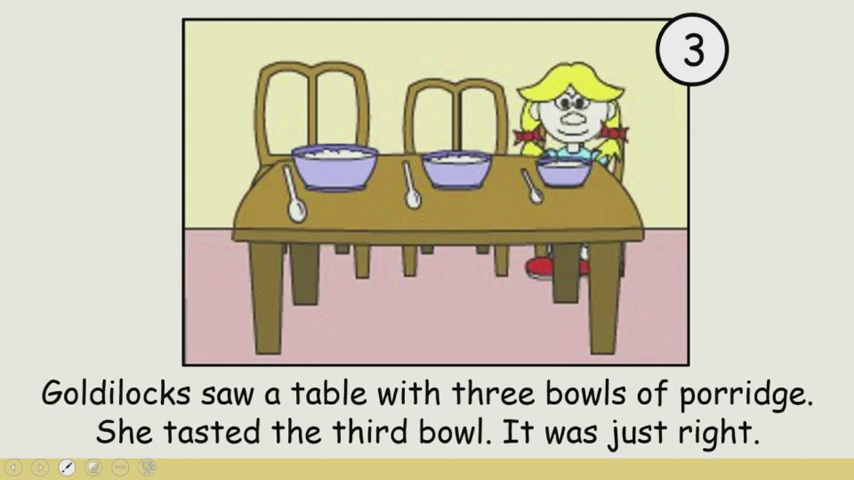 3
Goldilocks saw a table with three bowls of porridge.
She tasted the third bowl. It was just right.